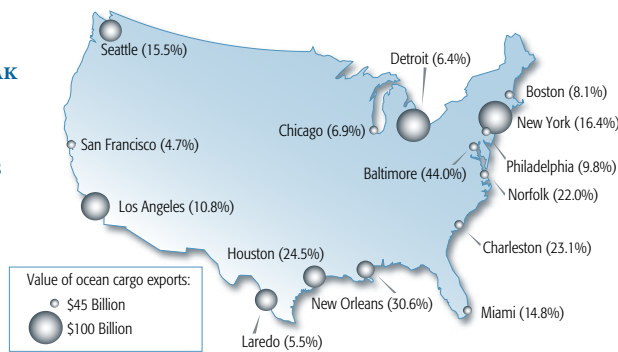 AK
Seattle (15.5%)
Detroit (6.4%)
Boston (8.1%)
Chicago (6.9%)
New York (16.4%)
San Francisco (4.7%)
Baltimore (44.0%)
Philadelphia (9.8%)
Norfolk (22.0%)
Los Angeles (10.8%)
Charleston (23.1%)
Houston (24.5%)
New Orleans (30.6%)
Miami (14.8%)
Laredo (5.5%)
Value of ocean cargo exports:
$45 Billion
$100 Billion